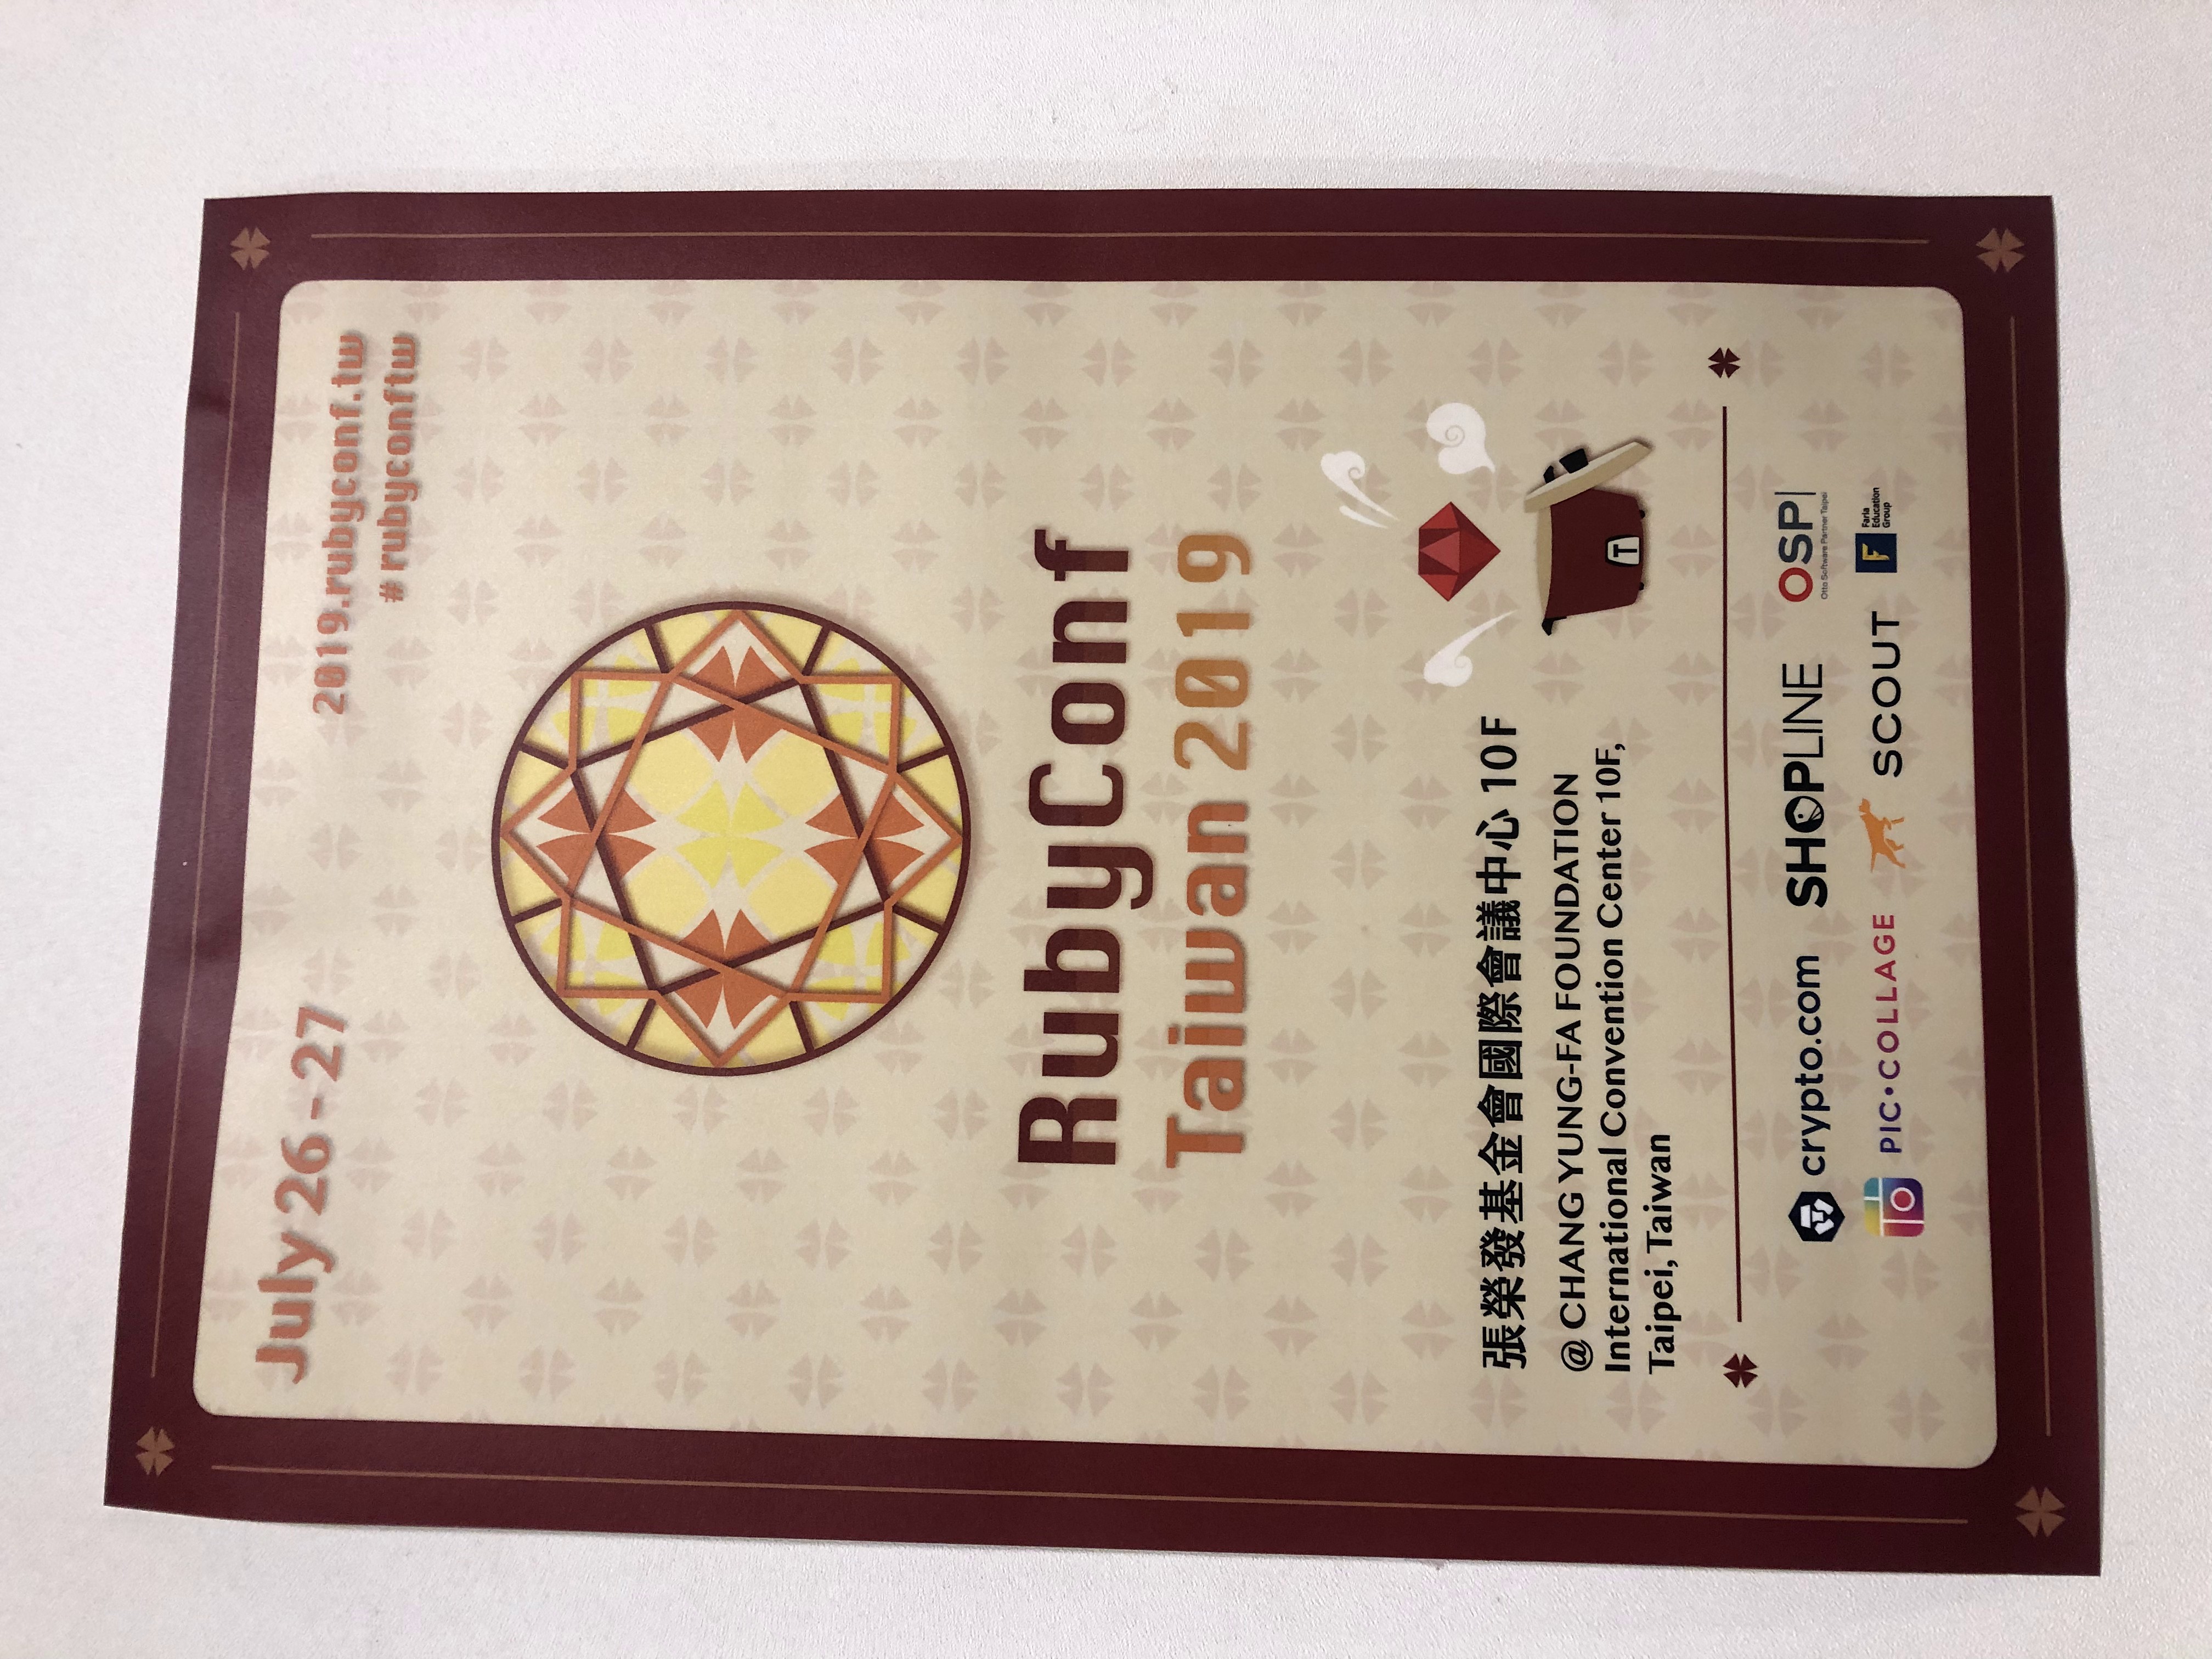 July 26 - 27
2019.rubyconf.tw
# rubyconftw
RubyConf
Taiwan 2019
張榮發基金會國際會議中心 10F
@ CHANG YUNG-FA FOUNDATION
International Convention Center 10F,
Taipei, Taiwan
T
crypto.com
SHOPLINE
OSP|
Otto Software Partner Taipei
PIC•COLLAGE
SCOUT
F
Faria
Education
Group